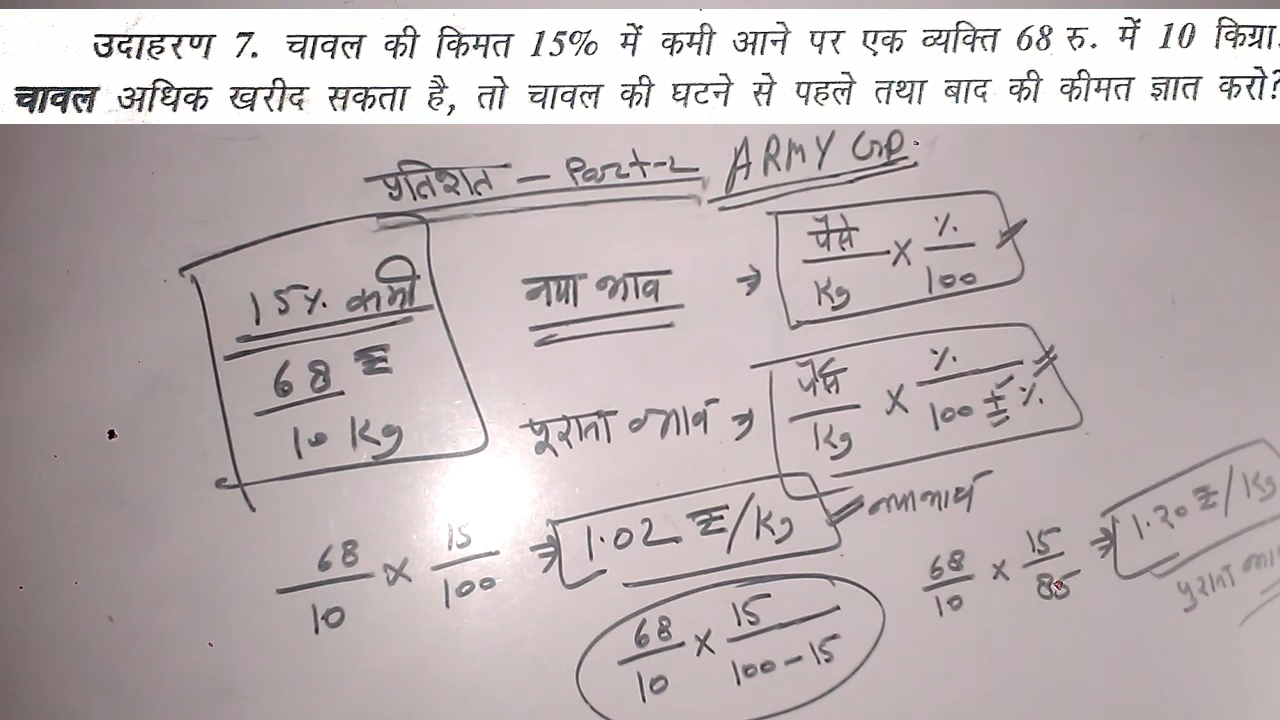 उदाहरण 7. चावल की किमत 15% में कमी आने पर एक व्यक्ति 68 रु. में 10 किग्रा.
चावल अधिक खरीद सकता है, तो चावल की घटने से पहले तथा बाद की कीमत ज्ञात करो?
प्रतिशत - Part-2 ARMY GD.
15% कमी
68 ₹
10 Kg
नया भाव ⇒ पैसे/Kg × %/100
पुराना भाव ⇒ पैसे/Kg × %/100 ± %
68/10 × 15/100 ⇒ 1.02 ₹/Kg नया भाव
68/10 × 15/100-15
68/10 × 15/85 ⇒ 1.20 ₹/Kg
पुराना